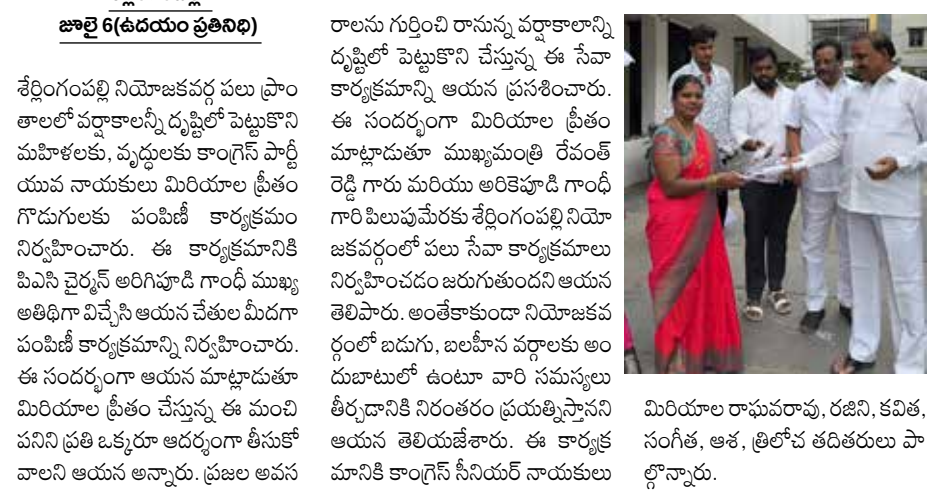 జూలై 6(ఉదయం ప్రతినిధి)
శేర్లింగంపల్లి నియోజకవర్గ పలు ప్రాం
తాలలో వర్షాకాలన్ని దృష్టిలో పెట్టుకొని
మహిళలకు, వృద్ధులకు కాంగ్రెస్ పార్టీ
యువ నాయకులు మిరియాల ప్రీతం
గొడుగులకు పంపిణీ కార్యక్రమం
నిర్వహించారు. ఈ కార్యక్రమానికి
పిఎసి చైర్మన్ అరిగిపూడి గాంధీ ముఖ్య
అతిథిగా విచ్చేసి ఆయన చేతుల మీదగా
పంపిణీ కార్యక్రమాన్ని నిర్వహించారు.
ఈ సందర్భంగా ఆయన మాట్లాడుతూ
మిరియాల ప్రీతం చేస్తున్న ఈ మంచి
పనిని ప్రతి ఒక్కరూ ఆదర్శంగా తీసుకో
వాలని ఆయన అన్నారు. ప్రజల అవస
రాలను గుర్తించి రానున్న వర్షాకాలాన్ని
దృష్టిలో పెట్టుకొని చేస్తున్న ఈ సేవా
కార్యక్రమాన్ని ఆయన ప్రసశించారు.
ఈ సందర్భంగా మిరియాల ప్రీతం
మాట్లాడుతూ ముఖ్యమంత్రి రేవంత్
రెడ్డి గారు మరియు అరికెపూడి గాంధీ
గారి పిలుపుమేరకు శేర్లింగంపల్లి నియో
జకవర్గంలో పలు సేవా కార్యక్రమాలు
నిర్వహించడం జరుగుతుందని ఆయన
తెలిపారు. అంతేకాకుండా నియోజకవ
ర్గంలో బడుగు, బలహీన వర్గాలకు అం
దుబాటులో ఉంటూ వారి సమస్యలు
తీర్చడానికి నిరంతరం ప్రయత్నిస్తానని
ఆయన తెలియజేశారు. ఈ కార్యక్ర
మానికి కాంగ్రెస్ సీనియర్ నాయకులు
మిరియాల రాఘవరావు, రజిని, కవిత,
సంగీత, ఆశ, త్రిలోచ తదితరులు పా
ల్గొన్నారు.